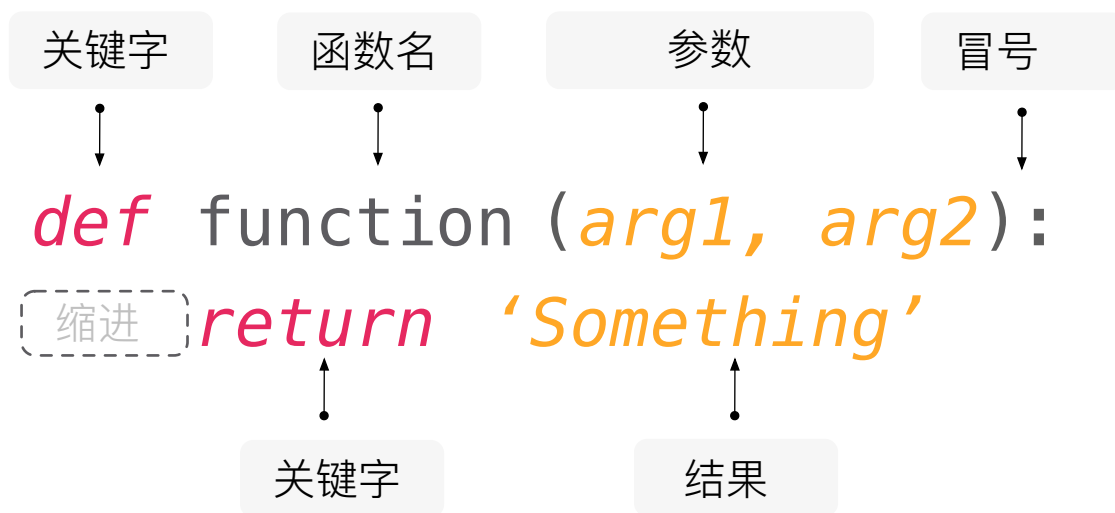 关键字 函数名 参数 冒号
def function (arg1, arg2):
缩进 return ‘Something’
关键字 结果